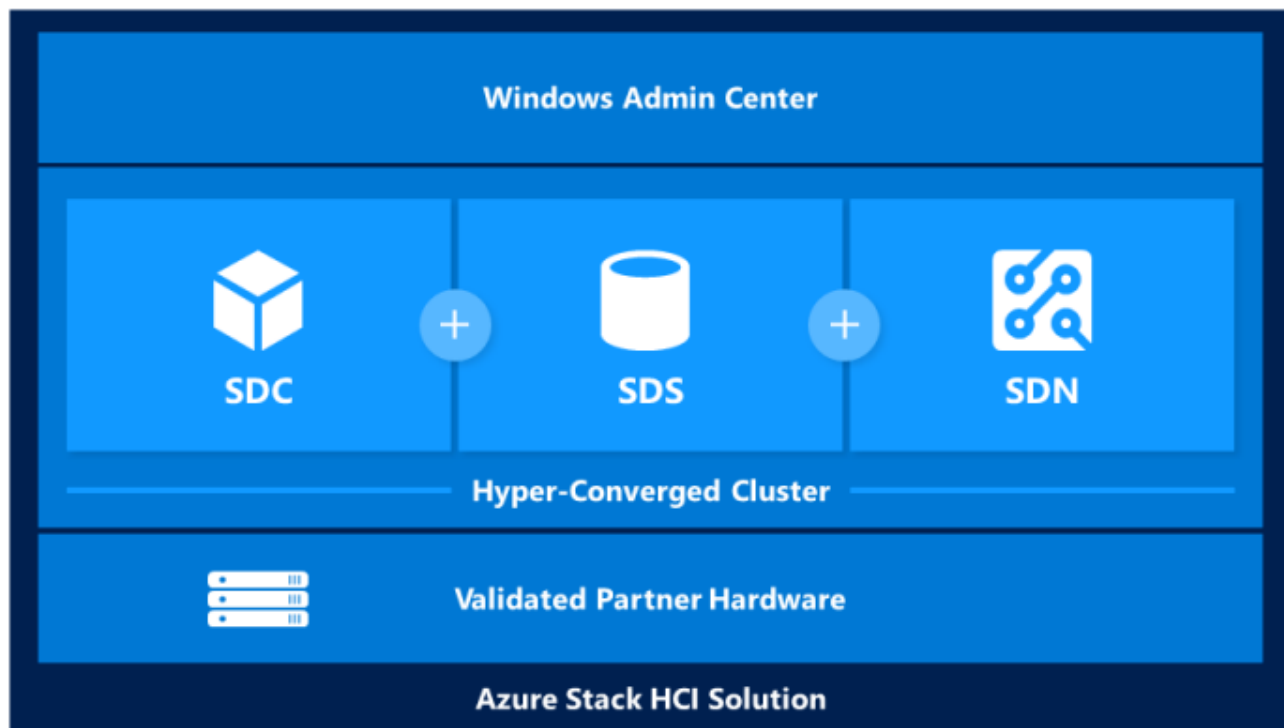 Windows Admin Center
SDC
SDS
SDN
Hyper-Converged Cluster
Validated Partner Hardware
Azure Stack HCI Solution